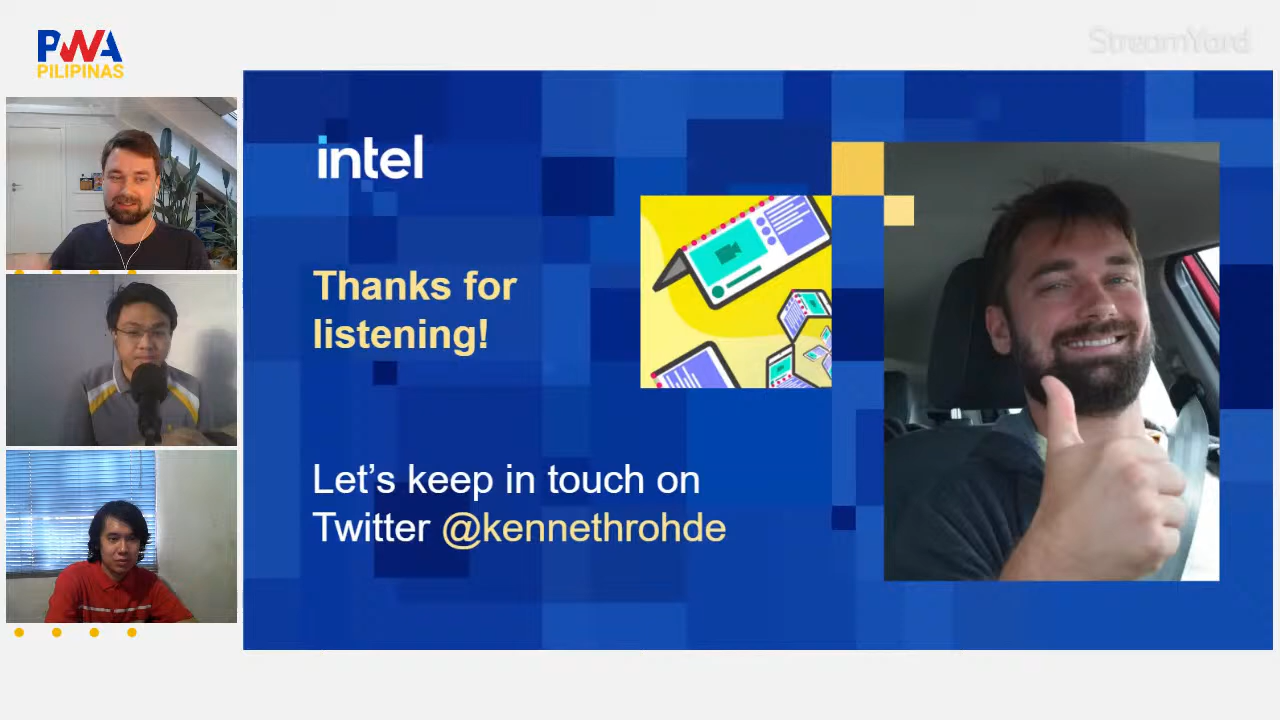 PWA
PILIPINAS
StreamYard
intel
Thanks for
listening!
Let's keep in touch on
Twitter @kennethrohde